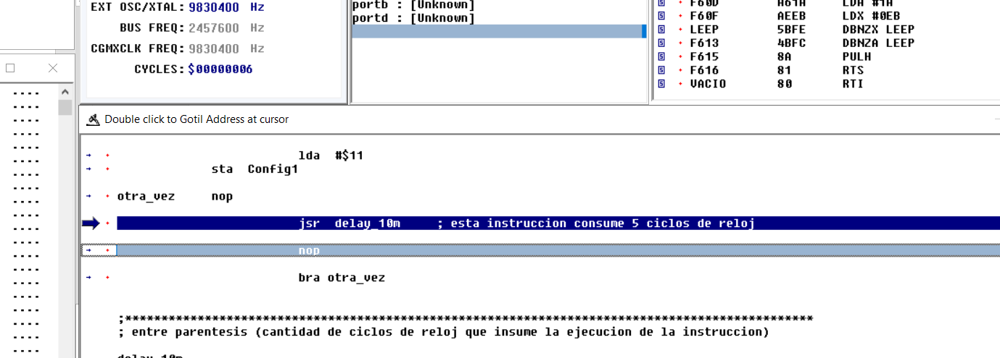 EXT OSC/XTAL: 9830400 Hz
BUS FREQ: 2457600 Hz
CGMXCLK FREQ: 9830400 Hz
CYCLES: $00000006
portb : [Unknown]
portd : [Unknown]
F60D A61A LDA #1A
F60F AEEB LDX #0EB
LEEP 5BFE DBNZX LEEP
F613 4BFC DBNZA LEEP
F615 8A PULH
F616 81 RTS
VACIO 80 RTI
Double click to Gotil Address at cursor
lda #$11
sta Config1
otra_vez nop
jsr delay_10m ; esta instruccion consume 5 ciclos de reloj
nop
bra otra_vez
;***********************************************************************************************
; entre parentesis (cantidad de ciclos de reloj que insume la ejecucion de la instruccion)
delay_10m